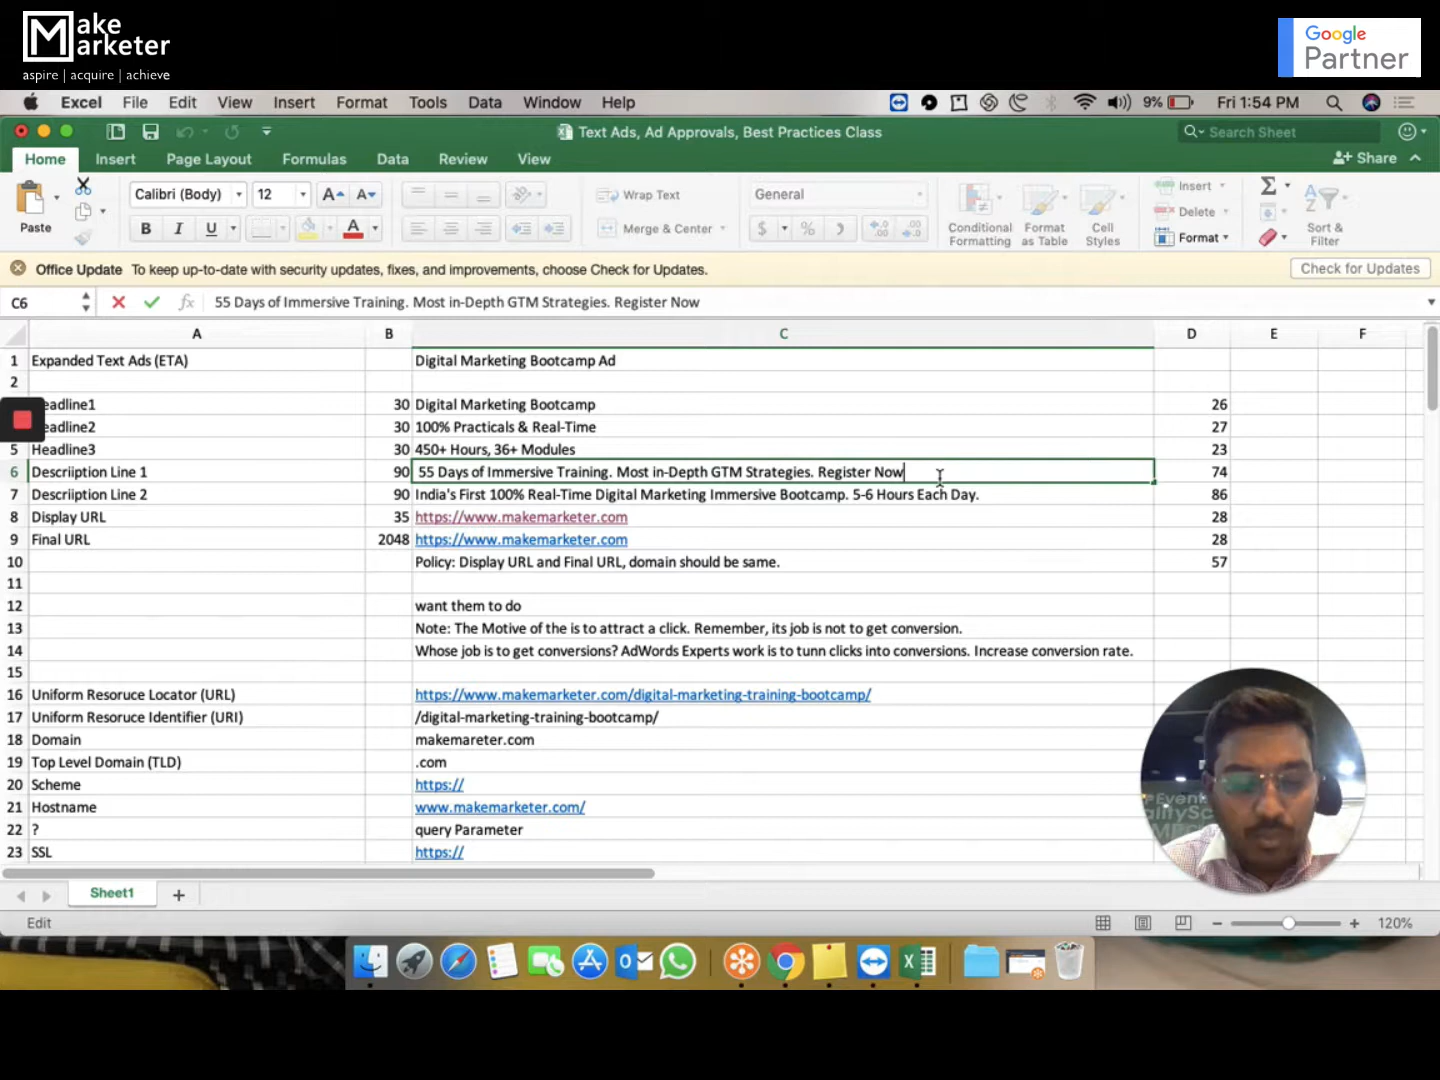 Make Marketer
aspire | acquire | achieve
Google Partner
Excel File Edit View Insert Format Tools Data Window Help 9% Fri 1:54 PM
Text Ads, Ad Approvals, Best Practices Class Search Sheet
Home Insert Page Layout Formulas Data Review View Share
Paste Calibri (Body) 12 A A Wrap Text General Insert
B I U A Merge & Center $ % Conditional Formatting Format as Table Cell Styles Delete Format Sort & Filter
Office Update To keep up-to-date with security updates, fixes, and improvements, choose Check for Updates. Check for Updates
C6 fx 55 Days of Immersive Training. Most in-Depth GTM Strategies. Register Now
A B C D E F
1 Expanded Text Ads (ETA) Digital Marketing Bootcamp Ad
2
eadline1 30 Digital Marketing Bootcamp 26
eadline2 30 100% Practicals & Real-Time 27
5 Headline3 30 450+ Hours, 36+ Modules 23
6 Descriiption Line 1 90 55 Days of Immersive Training. Most in-Depth GTM Strategies. Register Now 74
7 Descriiption Line 2 90 India's First 100% Real-Time Digital Marketing Immersive Bootcamp. 5-6 Hours Each Day. 86
8 Display URL 35 https://www.makemarketer.com 28
9 Final URL 2048 https://www.makemarketer.com 28
10 Policy: Display URL and Final URL, domain should be same. 57
11
12 want them to do
13 Note: The Motive of the is to attract a click. Remember, its job is not to get conversion.
14 Whose job is to get conversions? AdWords Experts work is to tunn clicks into conversions. Increase conversion rate.
15
16 Uniform Resoruce Locator (URL) https://www.makemarketer.com/digital-marketing-training-bootcamp/
17 Uniform Resoruce Identifier (URI) /digital-marketing-training-bootcamp/
18 Domain makemareter.com
19 Top Level Domain (TLD) .com
20 Scheme https://
21 Hostname www.makemarketer.com/
22 ? query Parameter
23 SSL https://
Sheet1 +
Edit 120%